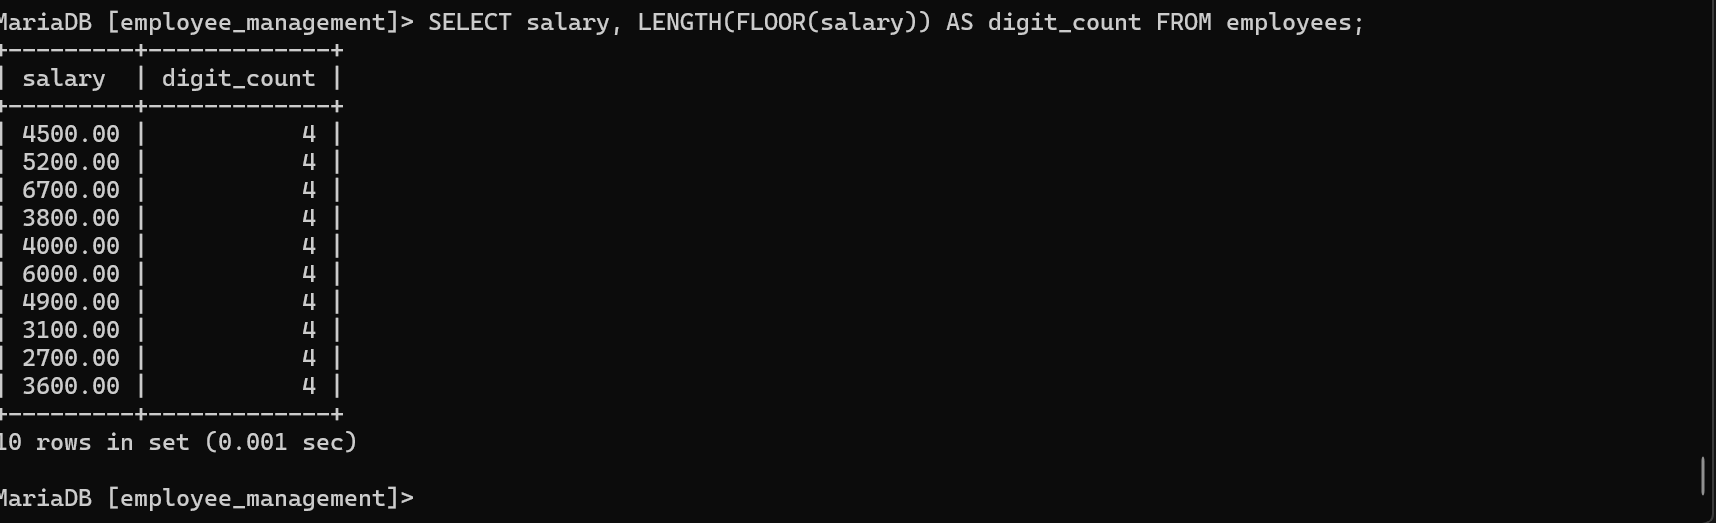 MariaDB [employee_management]> SELECT salary, LENGTH(FLOOR(salary)) AS digit_count FROM employees;
+---------+-------------+
| salary  | digit_count |
+---------+-------------+
| 4500.00 |           4 |
| 5200.00 |           4 |
| 6700.00 |           4 |
| 3800.00 |           4 |
| 4000.00 |           4 |
| 6000.00 |           4 |
| 4900.00 |           4 |
| 3100.00 |           4 |
| 2700.00 |           4 |
| 3600.00 |           4 |
+---------+-------------+
10 rows in set (0.001 sec)
MariaDB [employee_management]>